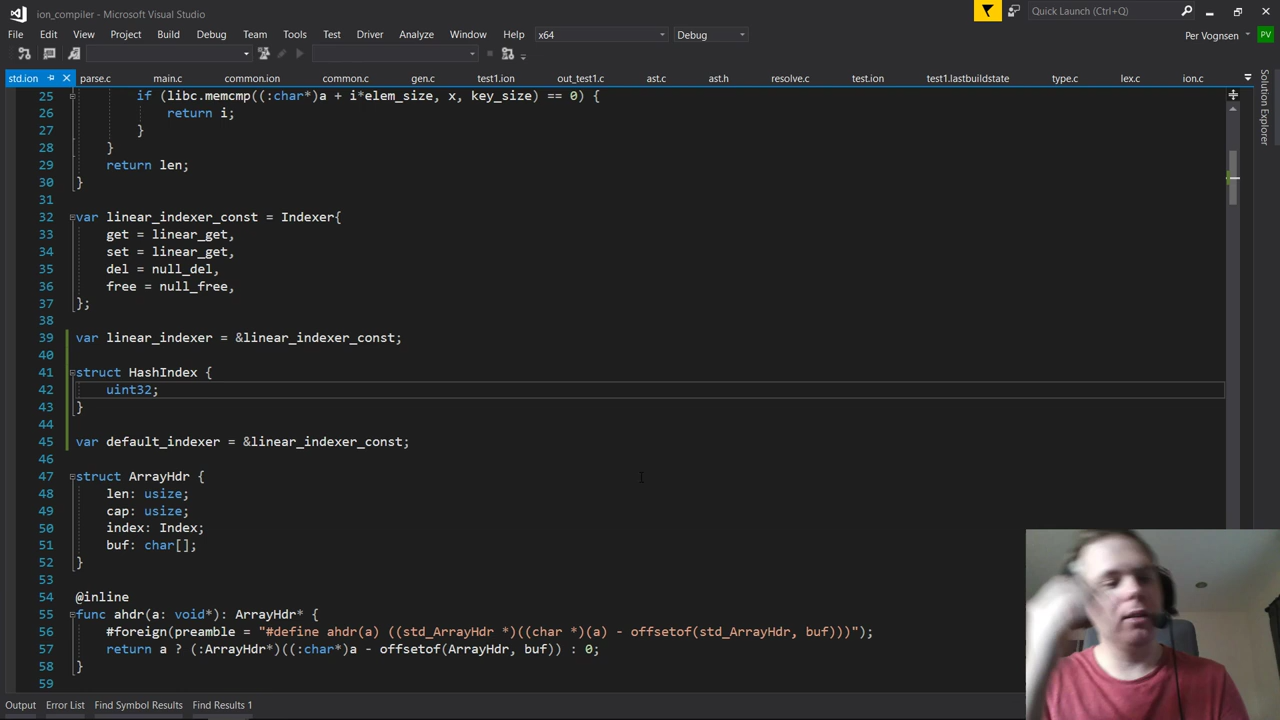 ion_compiler - Microsoft Visual Studio
Quick Launch (Ctrl+Q)
File Edit View Project Build Debug Team Tools Test Driver Analyze Window Help x64 Debug Per Vognsen PV
std.ion parse.c main.c common.ion common.c gen.c test1.ion out_test1.c ast.c ast.h resolve.c test.ion test1.lastbuildstate type.c lex.c ion.c
Solution Explorer
25 if (libc.memcmp((:char*)a + i*elem_size, x, key_size) == 0) {
26 return i;
27 }
28 }
29 return len;
30 }
31
32 var linear_indexer_const = Indexer{
33 get = linear_get,
34 set = linear_get,
35 del = null_del,
36 free = null_free,
37 };
38
39 var linear_indexer = &linear_indexer_const;
40
41 struct HashIndex {
42 uint32;
43 }
44
45 var default_indexer = &linear_indexer_const;
46
47 struct ArrayHdr {
48 len: usize;
49 cap: usize;
50 index: Index;
51 buf: char[];
52 }
53
54 @inline
55 func ahdr(a: void*): ArrayHdr* {
56 #foreign(preamble = "#define ahdr(a) ((std_ArrayHdr *)((char *)(a) - offsetof(std_ArrayHdr, buf)))");
57 return a ? (:ArrayHdr*)((:char*)a - offsetof(ArrayHdr, buf)) : 0;
58 }
59
Output Error List Find Symbol Results Find Results 1